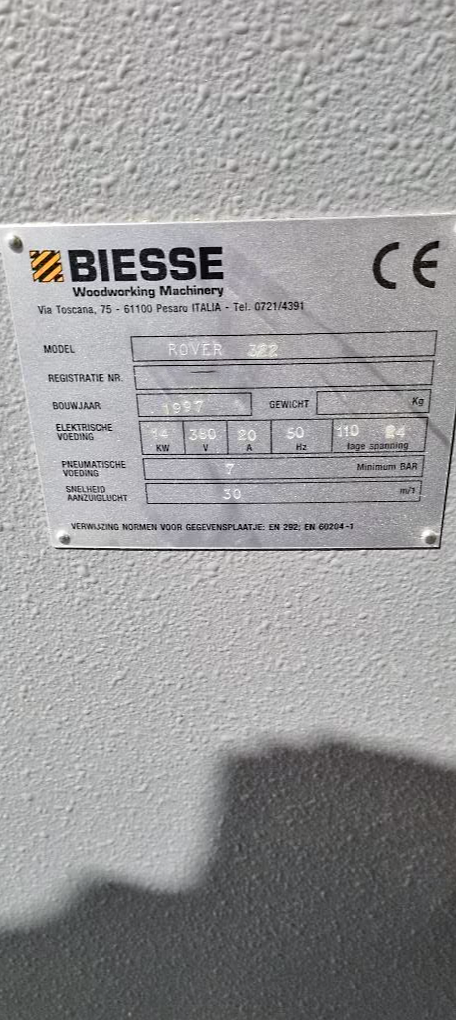 BIESSE
CE
Woodworking Machinery
Via Toscana, 75 - 61100 Pesaro ITALIA - Tel. 0721/4391
MODEL ROVER 322
REGISTRATIE NR.
BOUWJAAR 1997 GEWICHT Kg
ELEKTRISCHE VOEDING 14 KW 380 V 20 A 50 Hz 110 24 lage spanning
PNEUMATISCHE VOEDING 7 Minimum BAR
SNELHEID AANZUIGLUCHT 30 m/1
VERWIJZING NORMEN VOOR GEGEVENSPLAATJE: EN 292; EN 60204-1